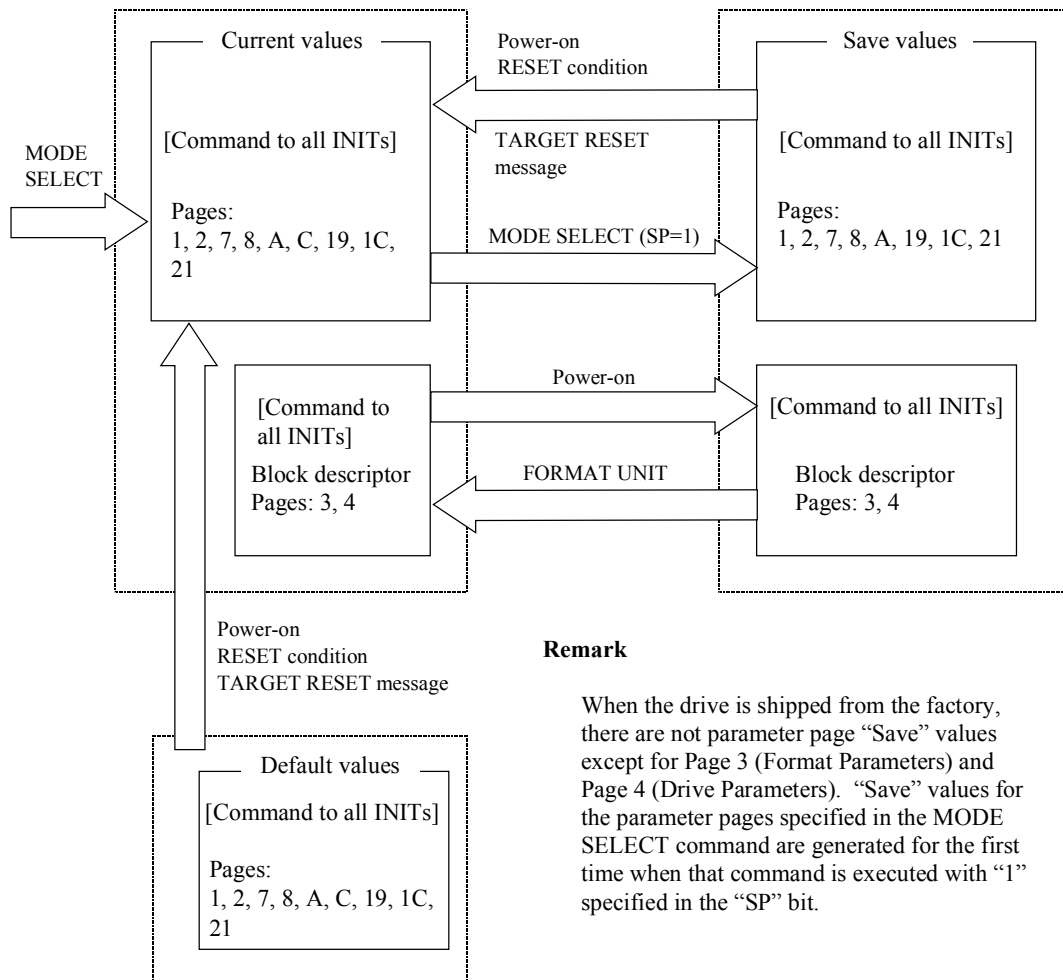 Current values
[Command to all INITs]
Pages:
1, 2, 7, 8, A, C, 19, 1C,
21
MODE
SELECT
Power-on
RESET condition
TARGET RESET
message
MODE SELECT (SP=1)
Save values
[Command to all INITs]
Pages:
1, 2, 7, 8, A, 19, 1C, 21
[Command to
all INITs]
Block descriptor
Pages: 3, 4
Power-on
FORMAT UNIT
[Command to all INITs]
Block descriptor
Pages: 3, 4
Power-on
RESET condition
TARGET RESET message
Default values
[Command to all INITs]
Pages:
1, 2, 7, 8, A, C, 19, 1C,
21
Remark
When the drive is shipped from the factory,
there are not parameter page “Save” values
except for Page 3 (Format Parameters) and
Page 4 (Drive Parameters). “Save” values for
the parameter pages specified in the MODE
SELECT command are generated for the first
time when that command is executed with “1”
specified in the “SP” bit.